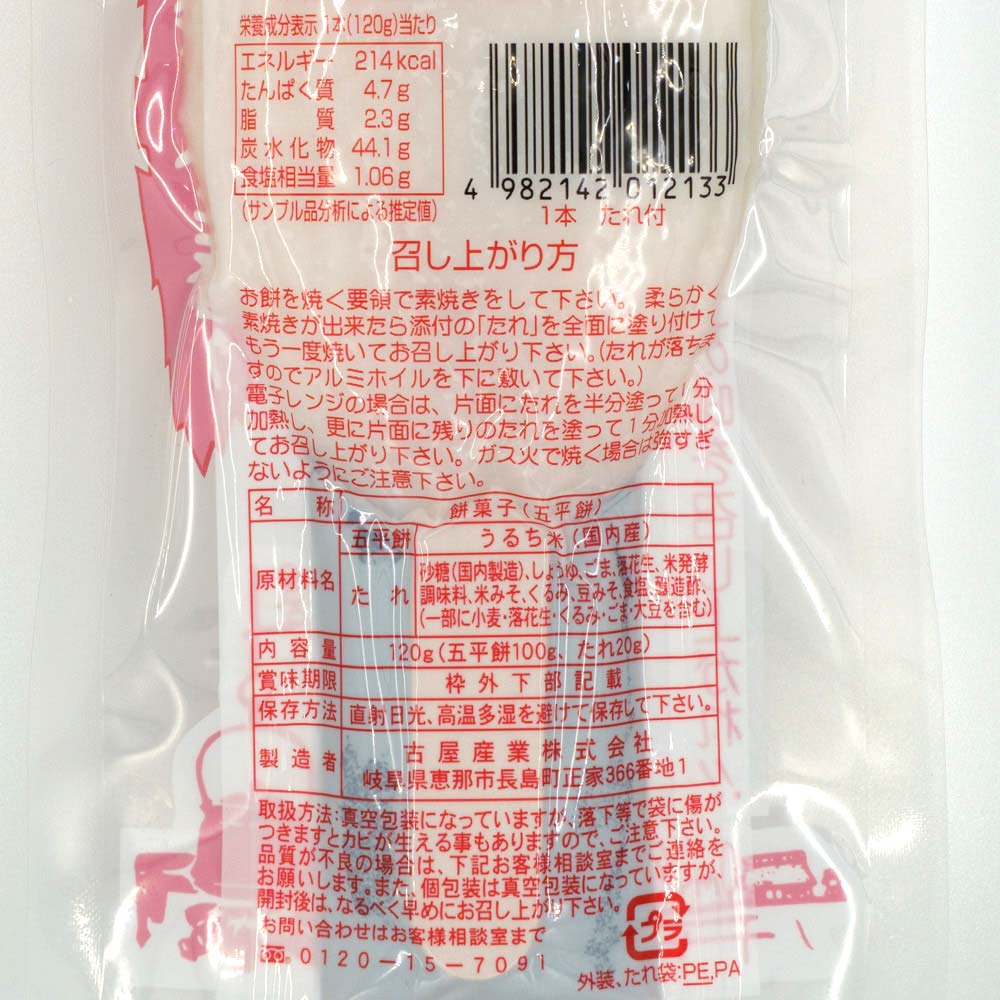 栄養成分表示 1本(120g)当たり
エネルギー 214kcal
たんぱく質 4.7g
脂質 2.3g
炭水化物 44.1g
食塩相当量 1.06g
(サンプル品分析による推定値)
4 982142 012133
1本 たれ付
召し上がり方
お餅を焼く要領で素焼きをして下さい。柔らかく
素焼きが出来たら添付の「たれ」を全面に塗り付けて
もう一度焼いてお召し上がり下さい。(たれが落ちま
すのでアルミホイルを下に敷いて下さい。)
電子レンジの場合は、片面にたれを半分塗って1分
加熱し、更に片面に残りのたれを塗って1分加熱し
てお召し上がり下さい。ガス火で焼く場合は強すぎ
ないようにご注意下さい。
名称 餅菓子(五平餅)
原材料名 五平餅 うるち米(国内産)
たれ 砂糖(国内製造)、しょうゆ、ごま、落花生、米発酵
調味料、米みそ、くるみ、豆みそ、食塩、醸造酢、
(一部に小麦・落花生・くるみ・ごま・大豆を含む)
内容量 120g(五平餅100g、たれ20g)
賞味期限 枠外下部記載
保存方法 直射日光、高温多湿を避けて保存して下さい。
製造者 古屋産業株式会社
岐阜県恵那市長島町正家366番地1
取扱方法:真空包装になっていますが、落下等で袋に傷が
つきますとカビが生える事もありますので、ご注意下さい。
品質が不良の場合は、下記お客様相談室までご連絡を
お願いします。また、個包装は真空包装になっていますが、
開封後は、なるべく早めにお召し上がり下さい。
お問い合わせはお客様相談室まで
0120-15-7091
プラ
外装、たれ袋:PE,PA